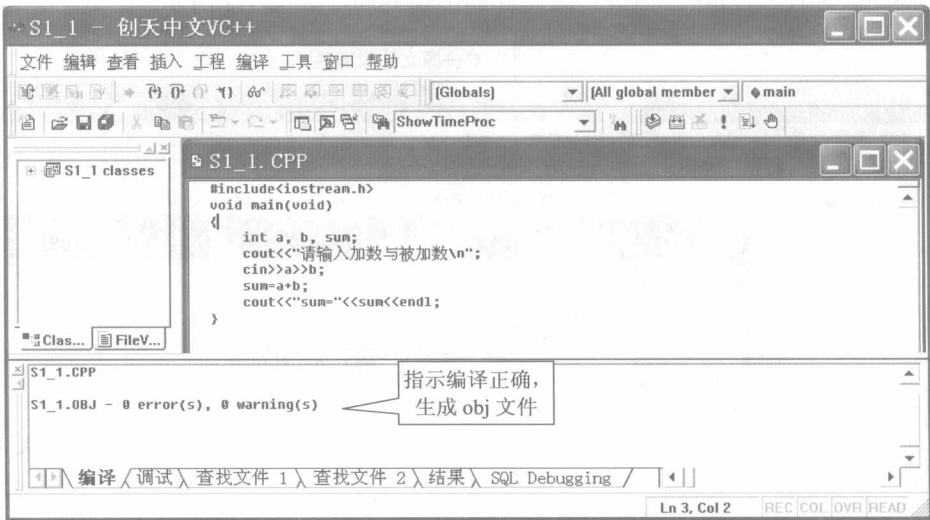 S1_1 - 创天中文VC++
文件 编辑 查看 插入 工程 编译 工具 窗口 整助
(Globals) (All global member main
ShowTimeProc
S1_1 classes
Clas... FileV...
S1_1.CPP
#include<iostream.h>
void main(void)
{
int a, b, sum;
cout<<"请输入加数与被加数\n";
cin>>a>>b;
sum=a+b;
cout<<"sum="<<sum<<endl;
}
S1_1.CPP
S1_1.OBJ - 0 error(s), 0 warning(s)
指示编译正确，
生成 obj 文件
编译 调试 查找文件 1 查找文件 2 结果 SQL Debugging
Ln 3, Col 2 REC COL OVR READ